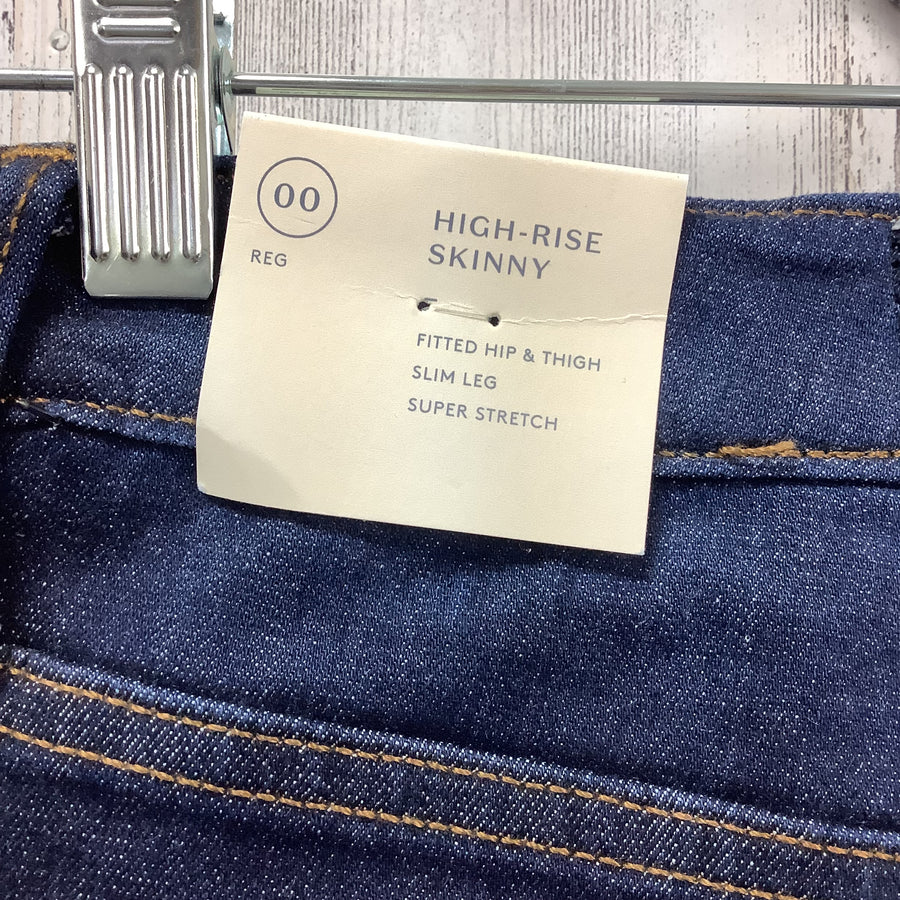 00
REG
HIGH-RISE
SKINNY
FITTED HIP & THIGH
SLIM LEG
SUPER STRETCH